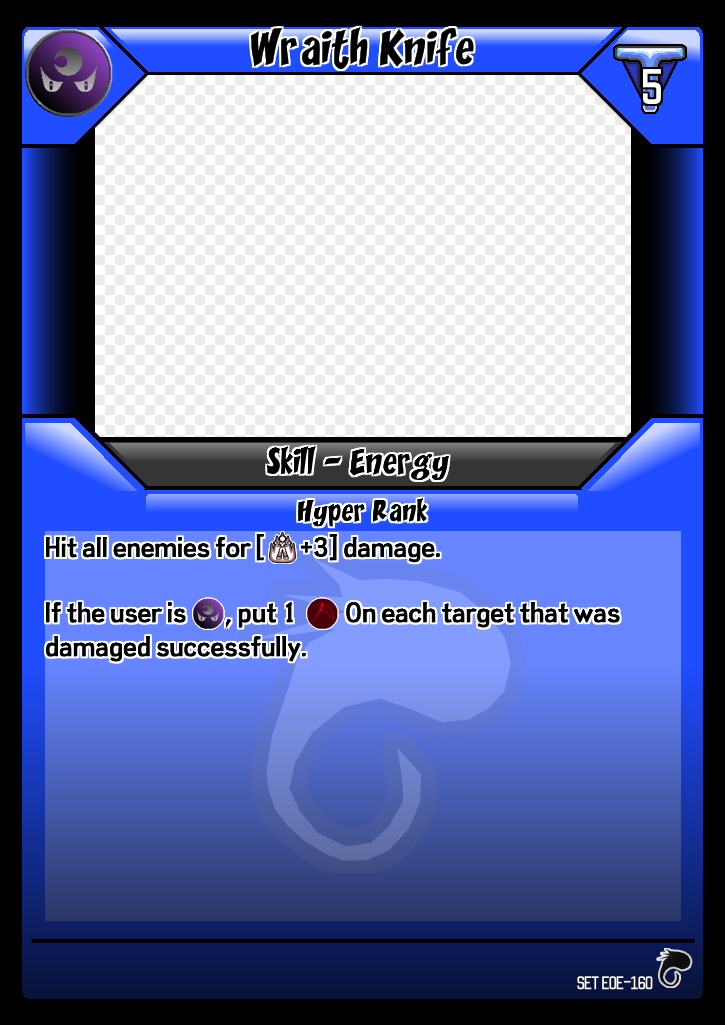 Wraith Knife
5
Skill - Energy
Hyper Rank
Hit all enemies for [ +3] damage.
If the user is , put 1 On each target that was
damaged successfully.
SET EOE-160